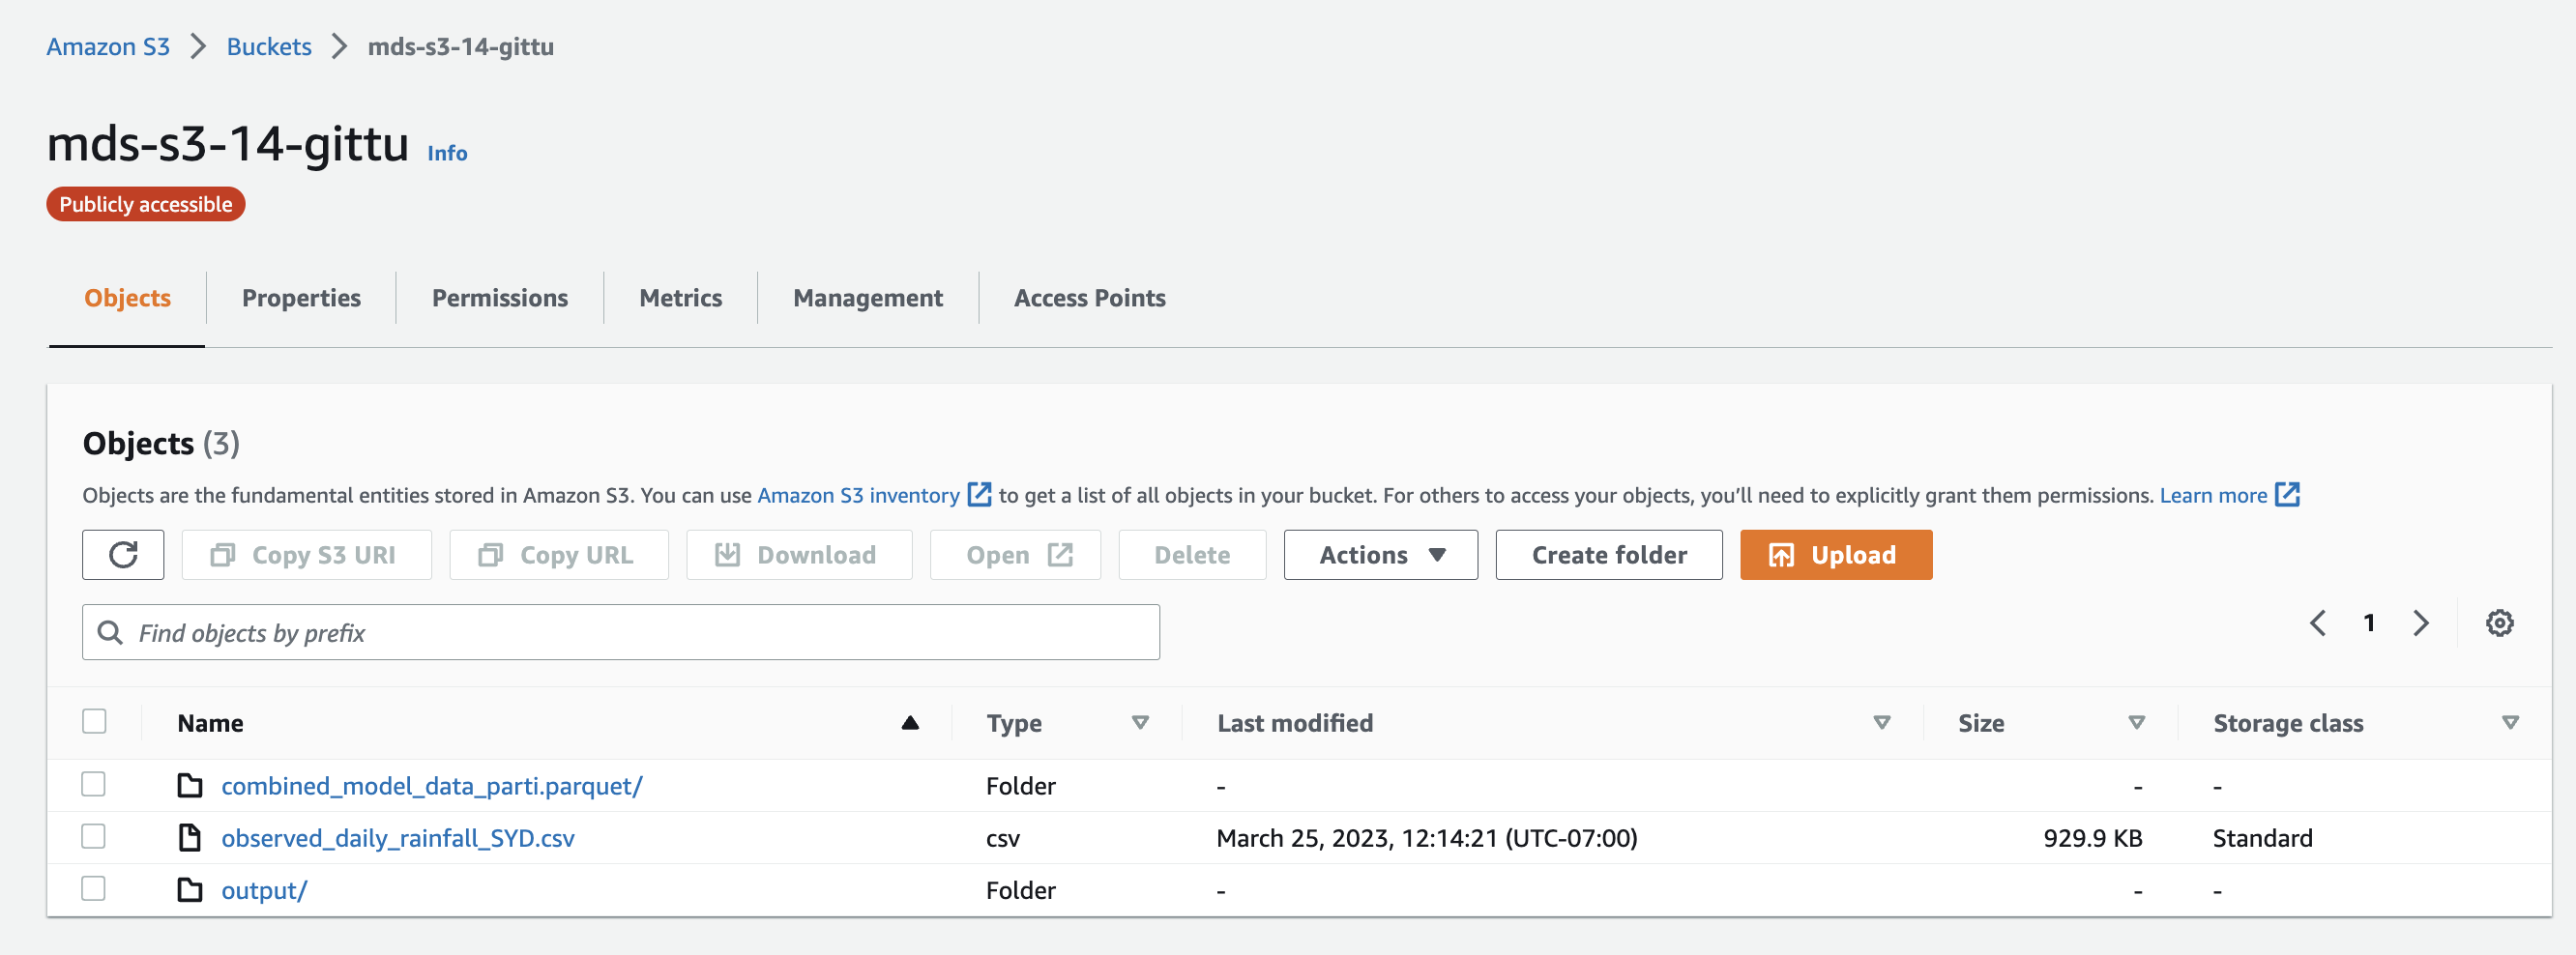 Amazon S3 > Buckets > mds-s3-14-gittu
mds-s3-14-gittu Info
Publicly accessible
Objects Properties Permissions Metrics Management Access Points
Objects (3)
Objects are the fundamental entities stored in Amazon S3. You can use Amazon S3 inventory to get a list of all objects in your bucket. For others to access your objects, you’ll need to explicitly grant them permissions. Learn more
Copy S3 URI Copy URL Download Open Delete Actions Create folder Upload
Find objects by prefix 1
Name Type Last modified Size Storage class
combined_model_data_parti.parquet/ Folder - - -
observed_daily_rainfall_SYD.csv csv March 25, 2023, 12:14:21 (UTC-07:00) 929.9 KB Standard
output/ Folder - - -